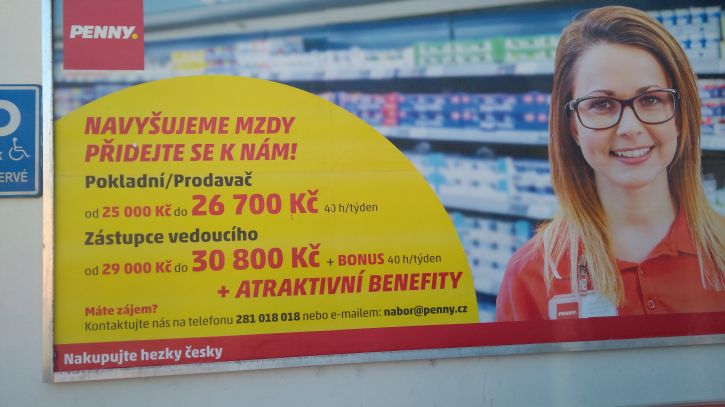 PENNY.
NAVYŠUJEME MZDY
PŘIDEJTE SE K NÁM!
Pokladní/Prodavač
od 25 000 Kč do 26 700 Kč 40 h/týden
Zástupce vedoucího
od 29 000 Kč do 30 800 Kč + BONUS 40 h/týden
+ ATRAKTIVNÍ BENEFITY
Máte zájem?
Kontaktujte nás na telefonu 281 018 018 nebo e-mailem: nabor@penny.cz
Nakupujte hezky česky
PENNY.
ERVÉ